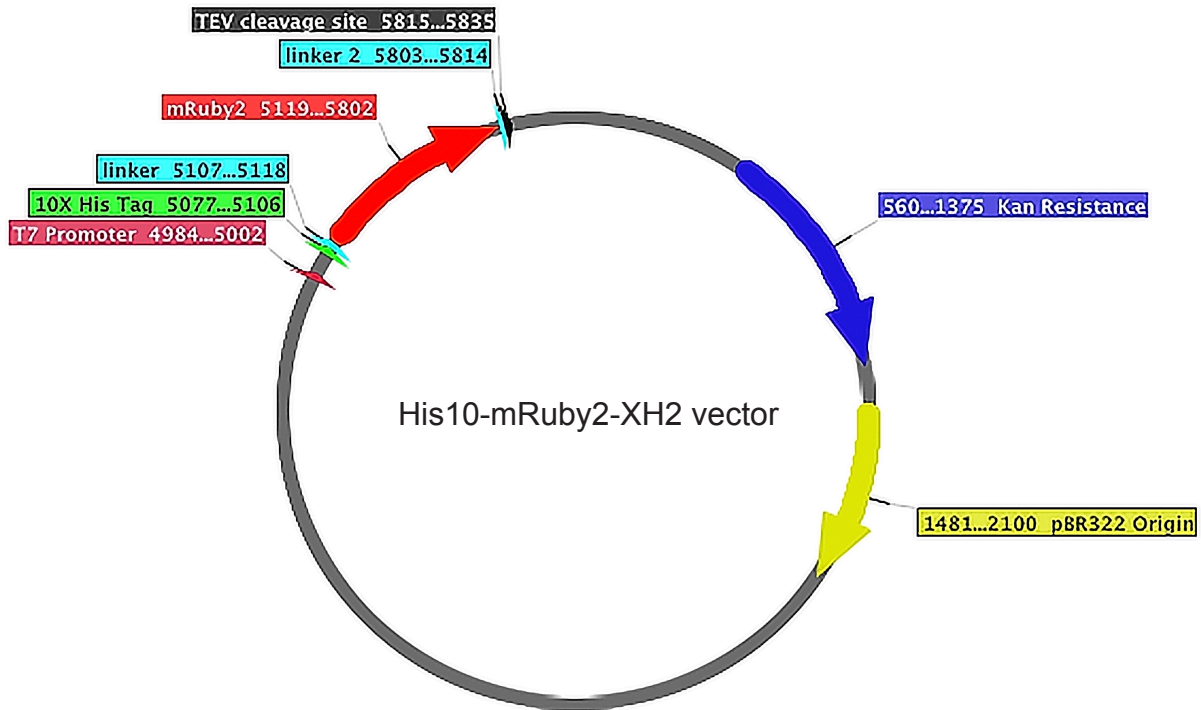 TEV cleavage site 5815...5835
linker 2 5803...5814
mRuby2 5119...5802
linker 5107...5118
10X His Tag 5077...5106
T7 Promoter 4984...5002
560...1375 Kan Resistance
His10-mRuby2-XH2 vector
1481...2100 pBR322 Origin